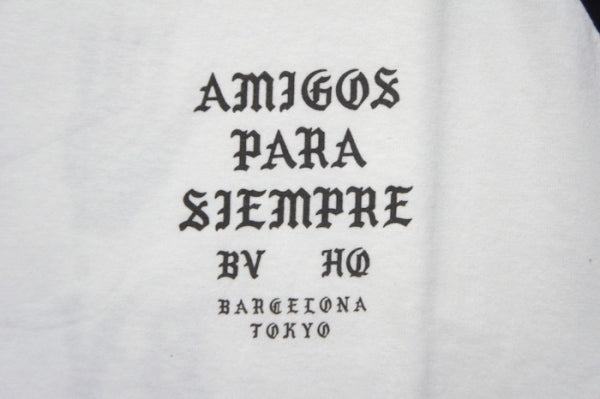 AMIGOS
PARA
SIEMPRE
BV HQ
BARCELONA
TOKYO